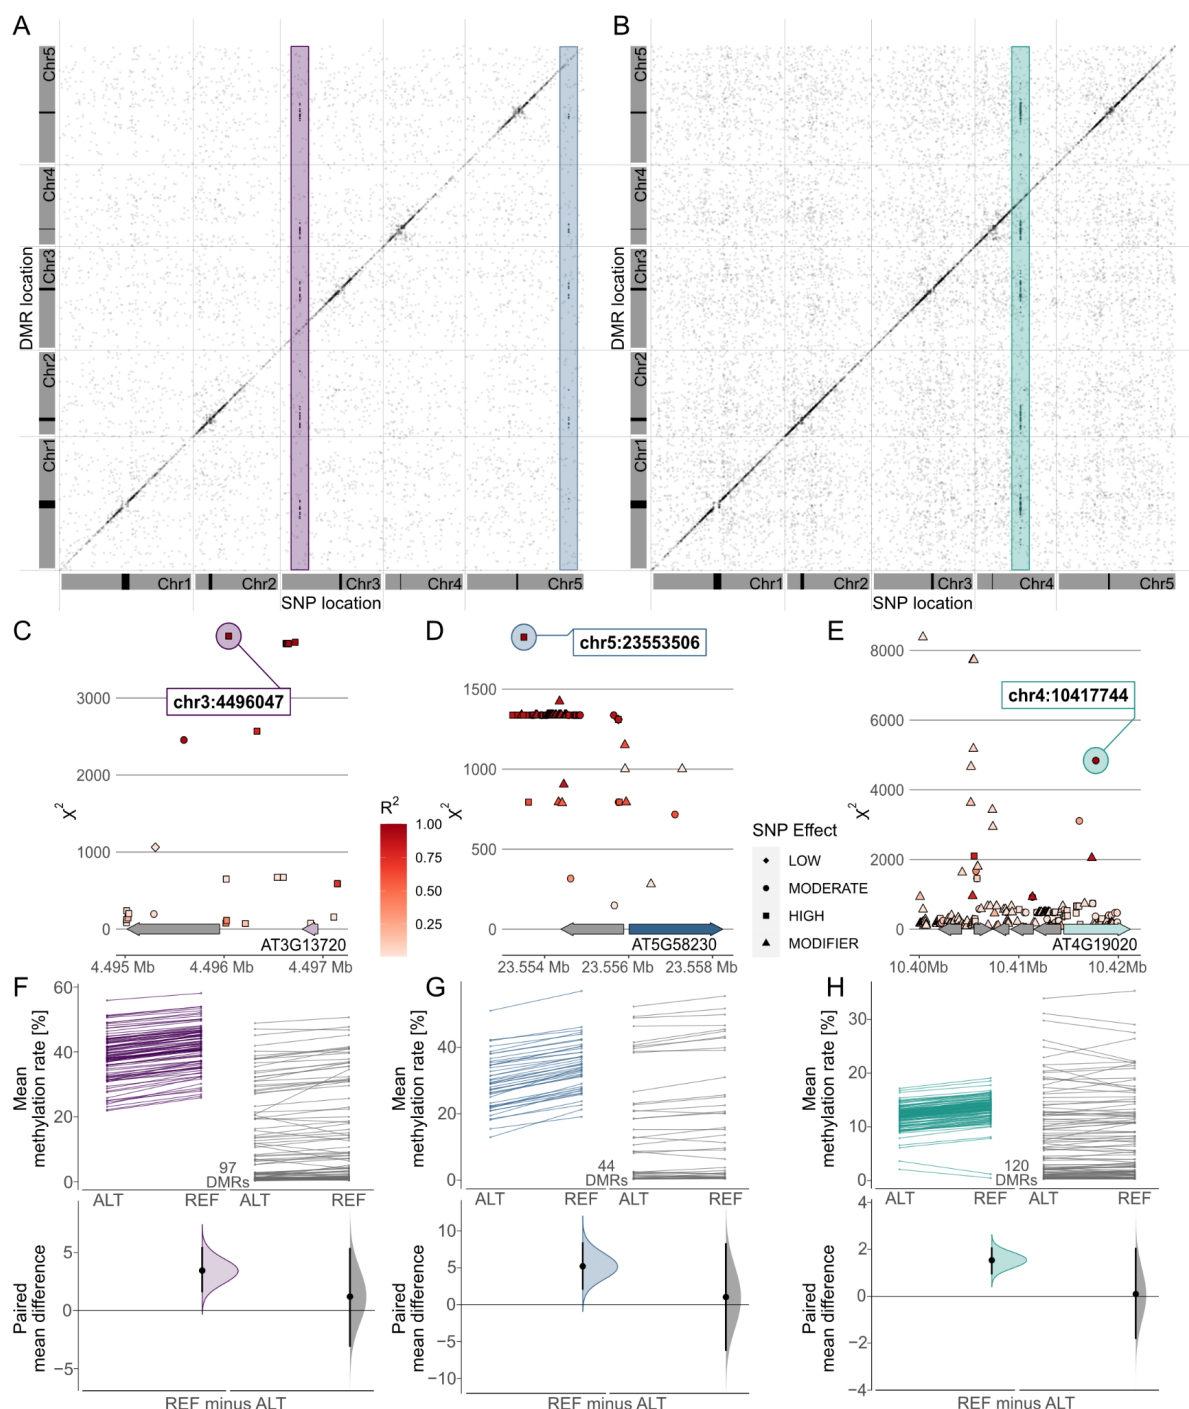 A
B
Chr5
Chr4
Chr3
Chr2
Chr1
DMR location
Chr1
Chr2
Chr3
Chr4
Chr5
SNP location
Chr5
Chr4
Chr3
Chr2
Chr1
DMR location
Chr1
Chr2
Chr3
Chr4
Chr5
SNP location
C
chr3:4496047
3000
2000
1000
0
χ²
AT3G13720
4.495 Mb
4.496 Mb
4.497 Mb
R²
1.00
0.75
0.50
0.25
D
chr5:23553506
1500
1000
500
0
χ²
AT5G58230
23.554 Mb
23.556 Mb
23.558 Mb
SNP Effect
LOW
MODERATE
HIGH
MODIFIER
E
chr4:10417744
8000
6000
4000
2000
0
χ²
AT4G19020
10.40Mb
10.41Mb
10.42Mb
F
60
40
20
0
Mean
methylation rate [%]
97
DMRs
ALT
REF
ALT
REF
5
0
−5
Paired
mean difference
REF minus ALT
G
40
20
0
Mean
methylation rate [%]
44
DMRs
ALT
REF
ALT
REF
10
5
0
−5
−10
Paired
mean difference
REF minus ALT
H
30
20
10
0
Mean
methylation rate [%]
120
DMRs
ALT
REF
ALT
REF
4
2
0
−2
−4
Paired
mean difference
REF minus ALT